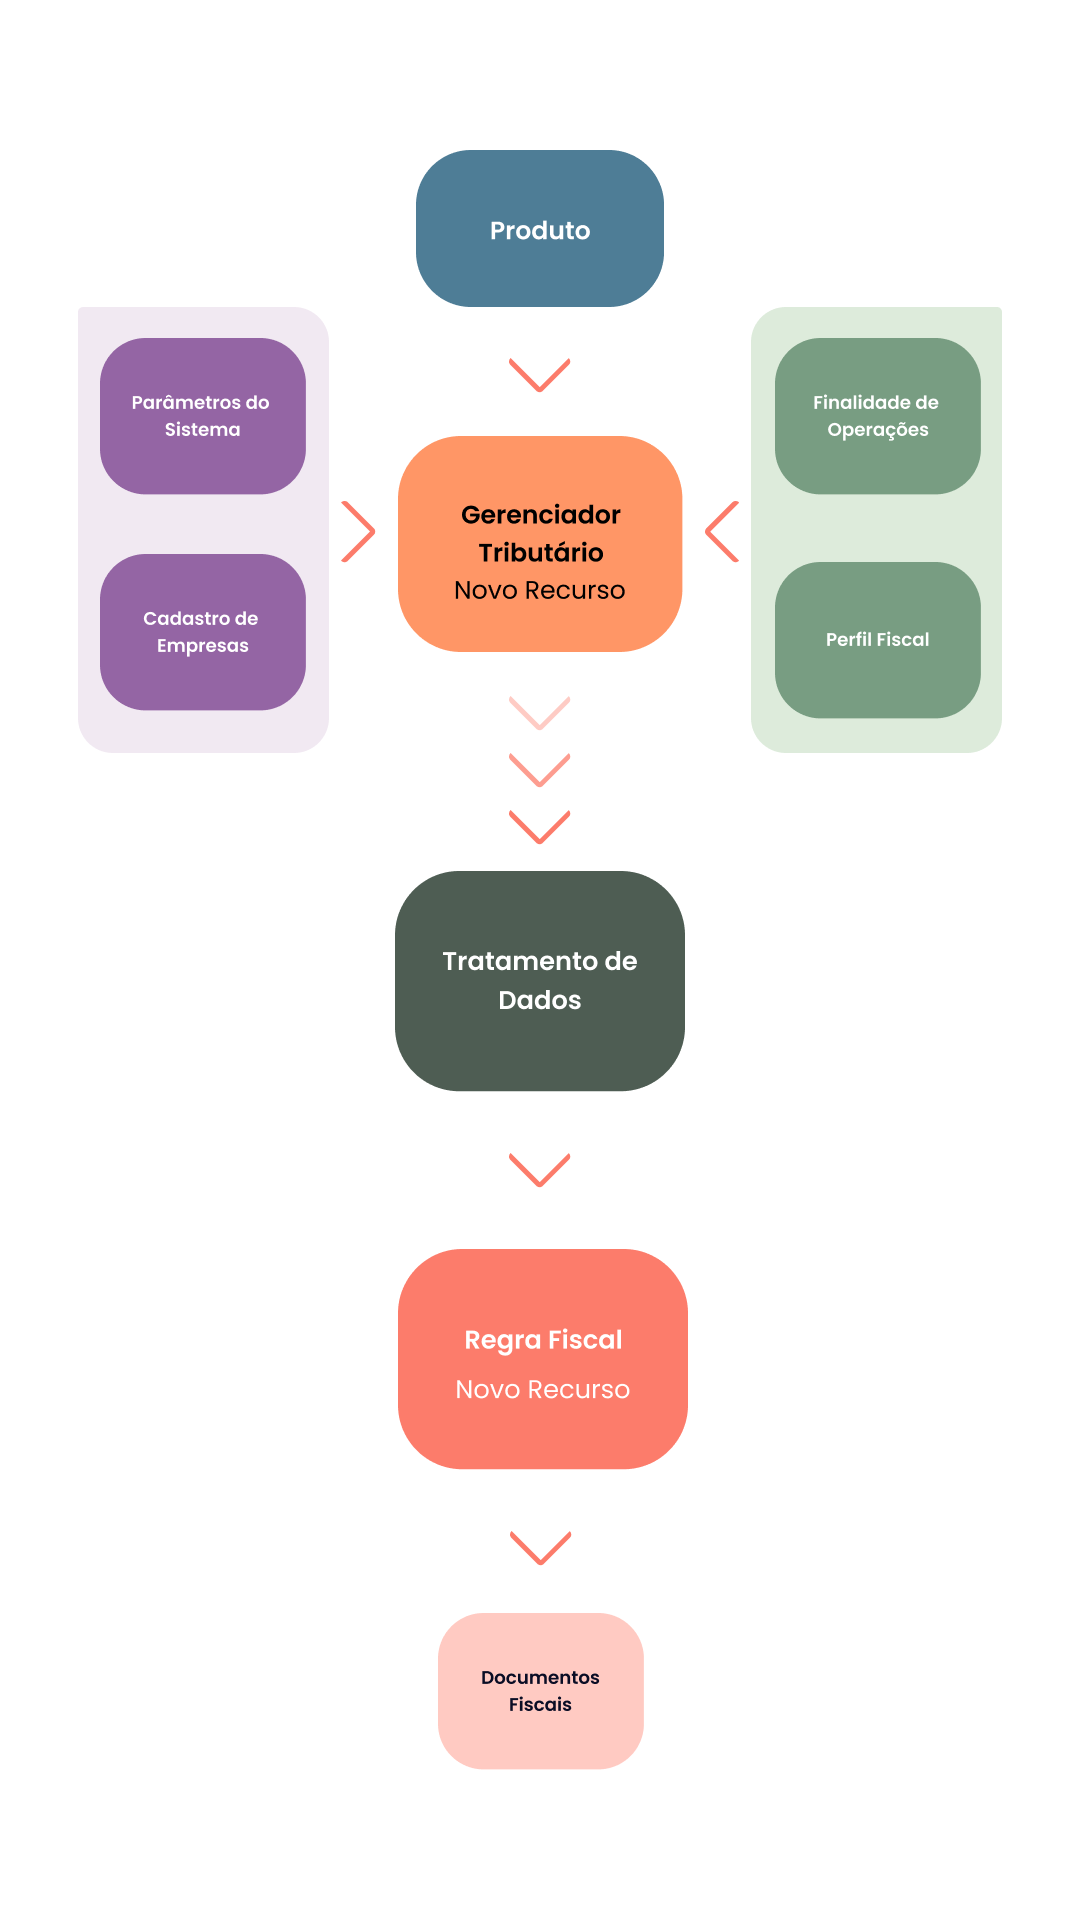 Produto
Parâmetros do
Sistema
Cadastro de
Empresas
Gerenciador
Tributário
Novo Recurso
Finalidade de
Operações
Perfil Fiscal
Tratamento de
Dados
Regra Fiscal
Novo Recurso
Documentos
Fiscais